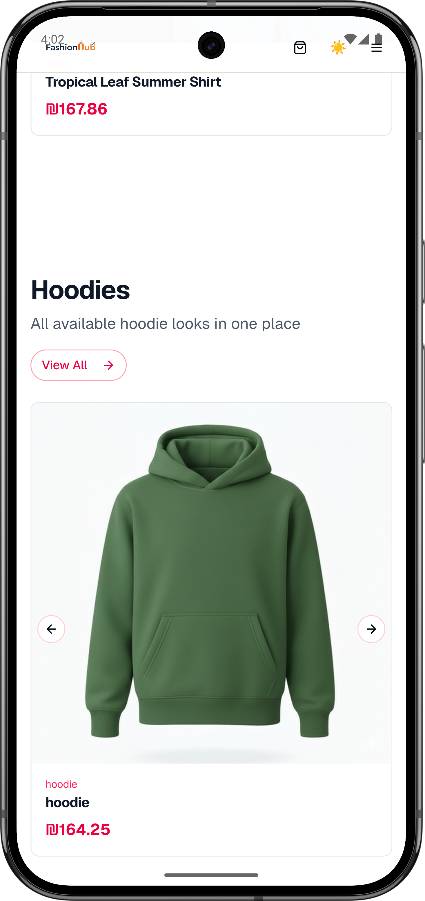 4:02
FashionHub
Tropical Leaf Summer Shirt
₪167.86
Hoodies
All available hoodie looks in one place
View All
hoodie
hoodie
₪164.25